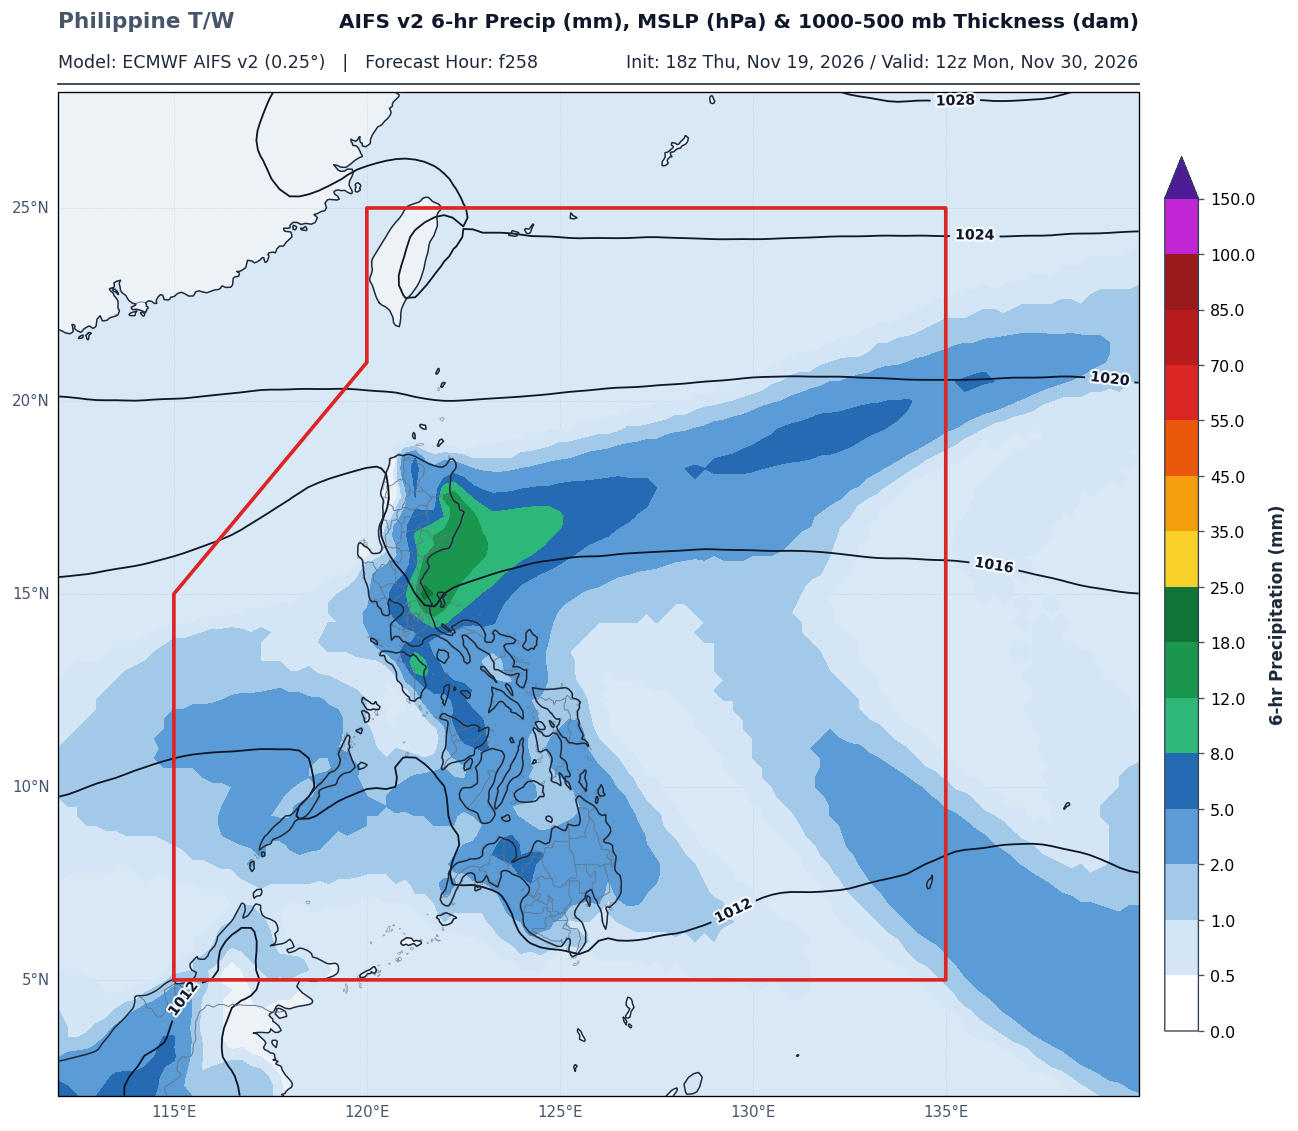 Philippine T/W
AIFS v2 6-hr Precip (mm), MSLP (hPa) & 1000-500 mb Thickness (dam)
Model: ECMWF AIFS v2 (0.25°) | Forecast Hour: f258
Init: 18z Thu, Nov 19, 2026 / Valid: 12z Mon, Nov 30, 2026
1028
1024
1020
1016
1012
1012
25°N
20°N
15°N
10°N
5°N
115°E
120°E
125°E
130°E
135°E
150.0
100.0
85.0
70.0
55.0
45.0
35.0
25.0
18.0
12.0
8.0
5.0
2.0
1.0
0.5
0.0
6-hr Precipitation (mm)